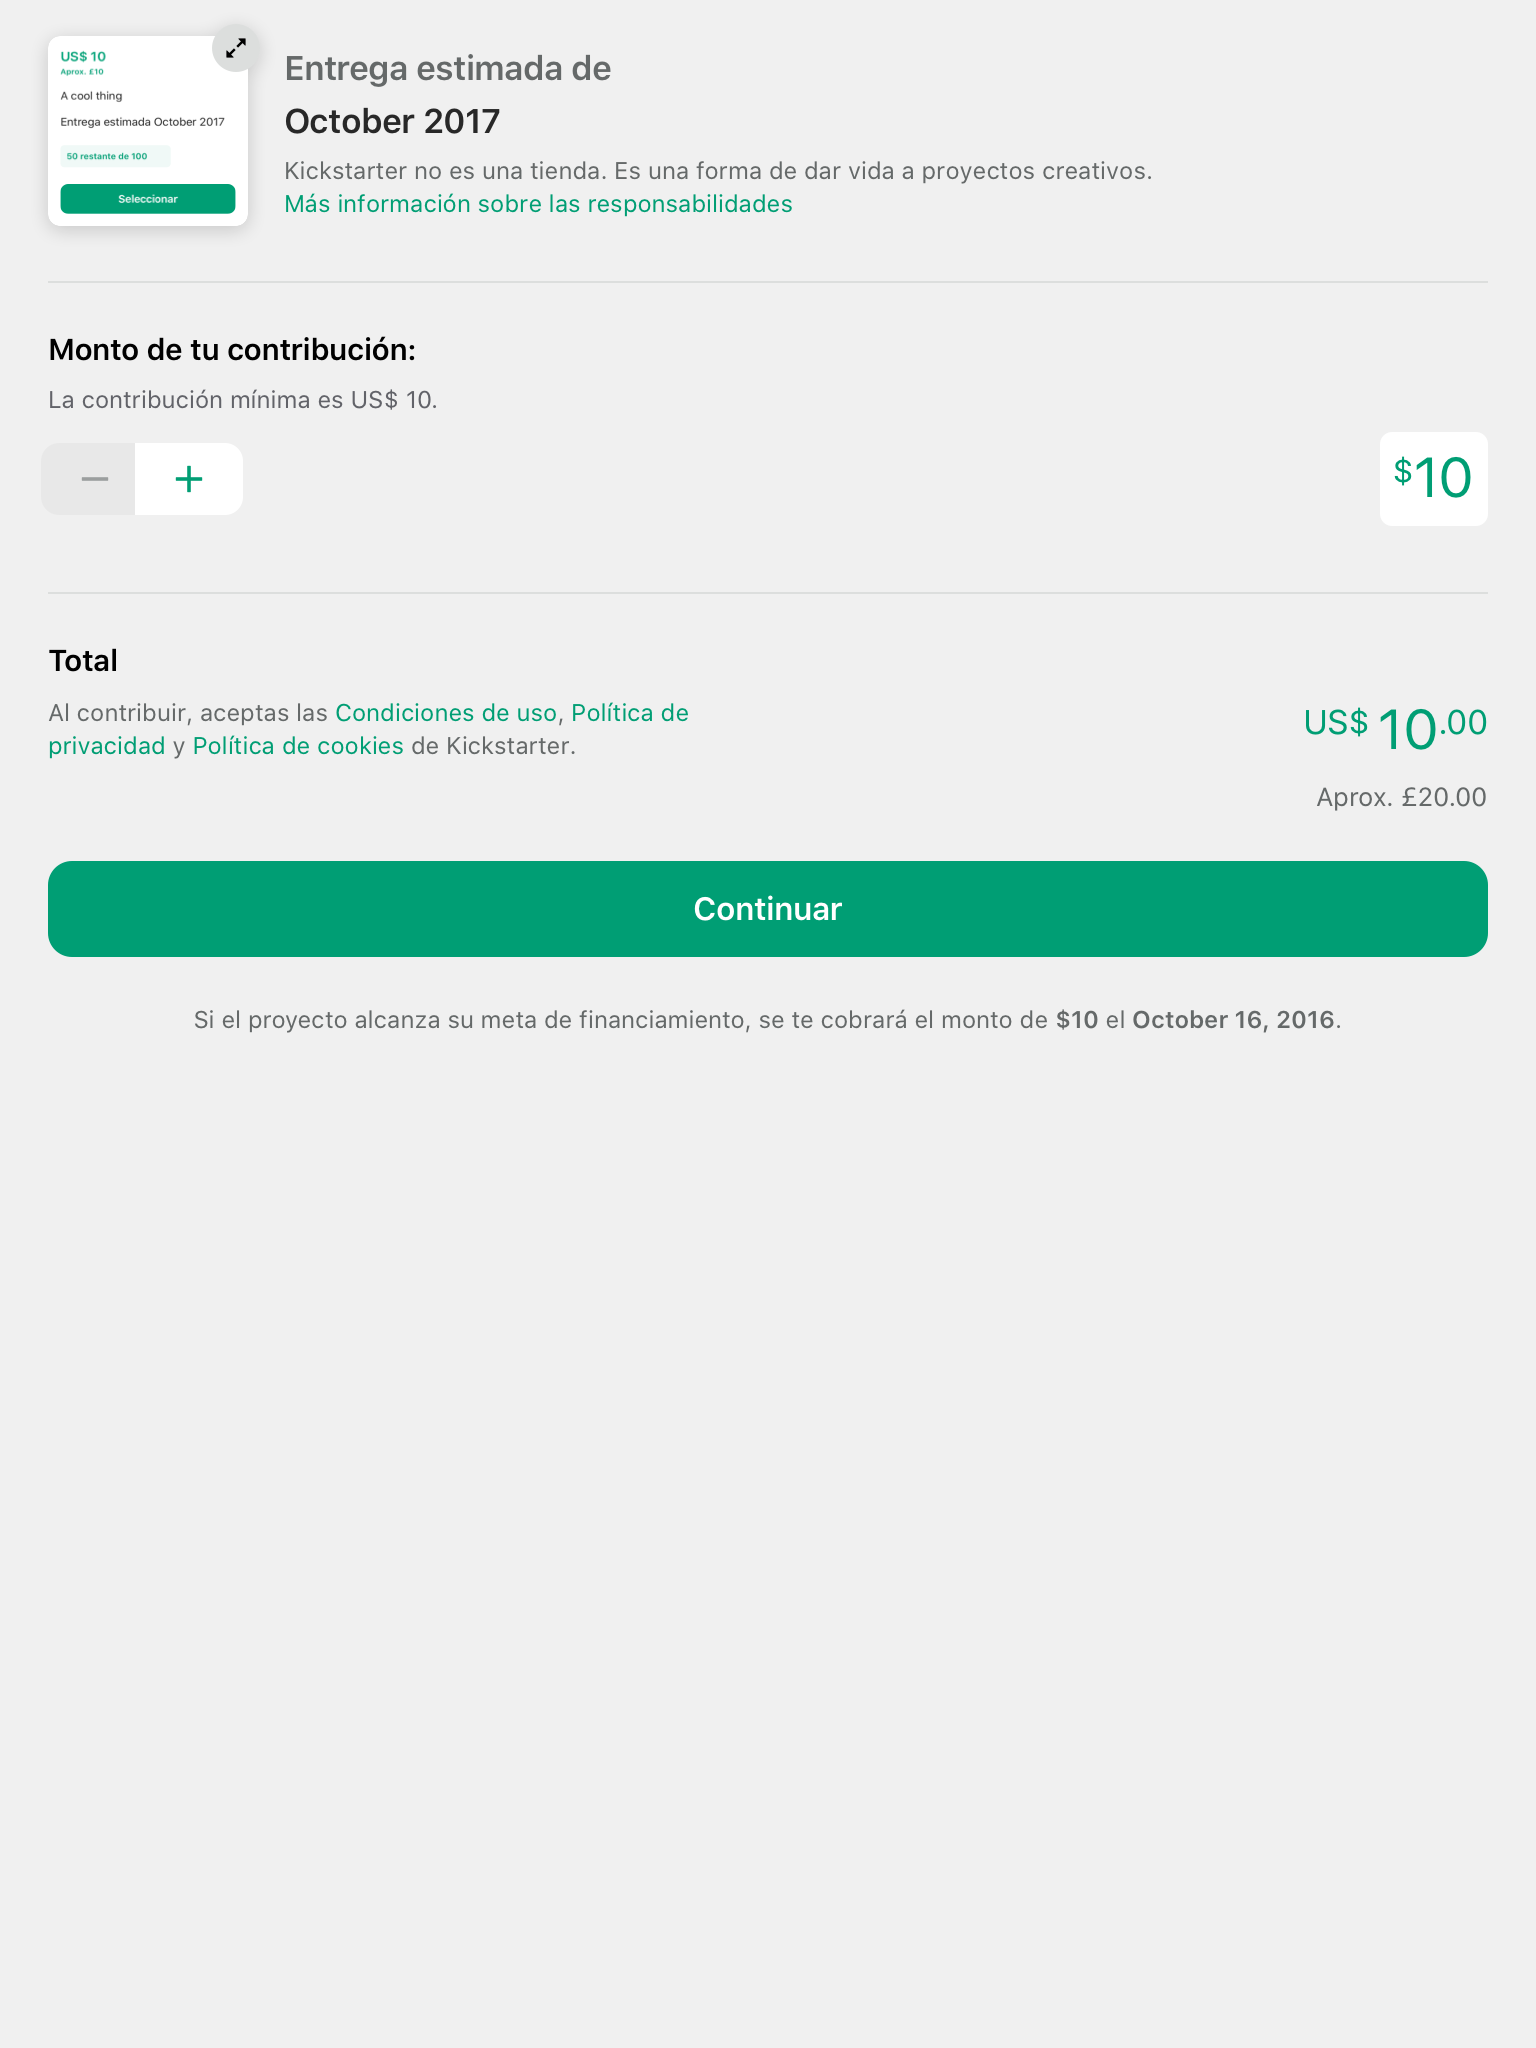 US$ 10
Aprox. £10
A cool thing
Entrega estimada October 2017
50 restante de 100
Seleccionar
Entrega estimada de
October 2017
Kickstarter no es una tienda. Es una forma de dar vida a proyectos creativos.
Más información sobre las responsabilidades
Monto de tu contribución:
La contribución mínima es US$ 10.
$10
Total
Al contribuir, aceptas las Condiciones de uso, Política de
privacidad y Política de cookies de Kickstarter.
US$ 10.00
Aprox. £20.00
Continuar
Si el proyecto alcanza su meta de financiamiento, se te cobrará el monto de $10 el October 16, 2016.